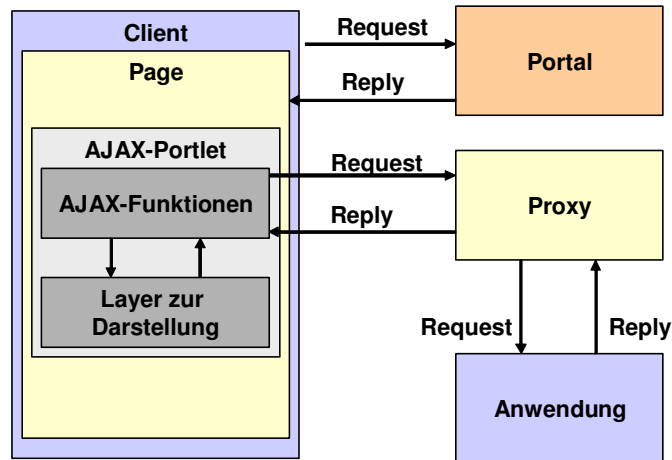 Client
Page
AJAX-Portlet
AJAX-Funktionen
Layer zur
Darstellung
Request
Reply
Portal
Request
Reply
Proxy
Request
Reply
Anwendung